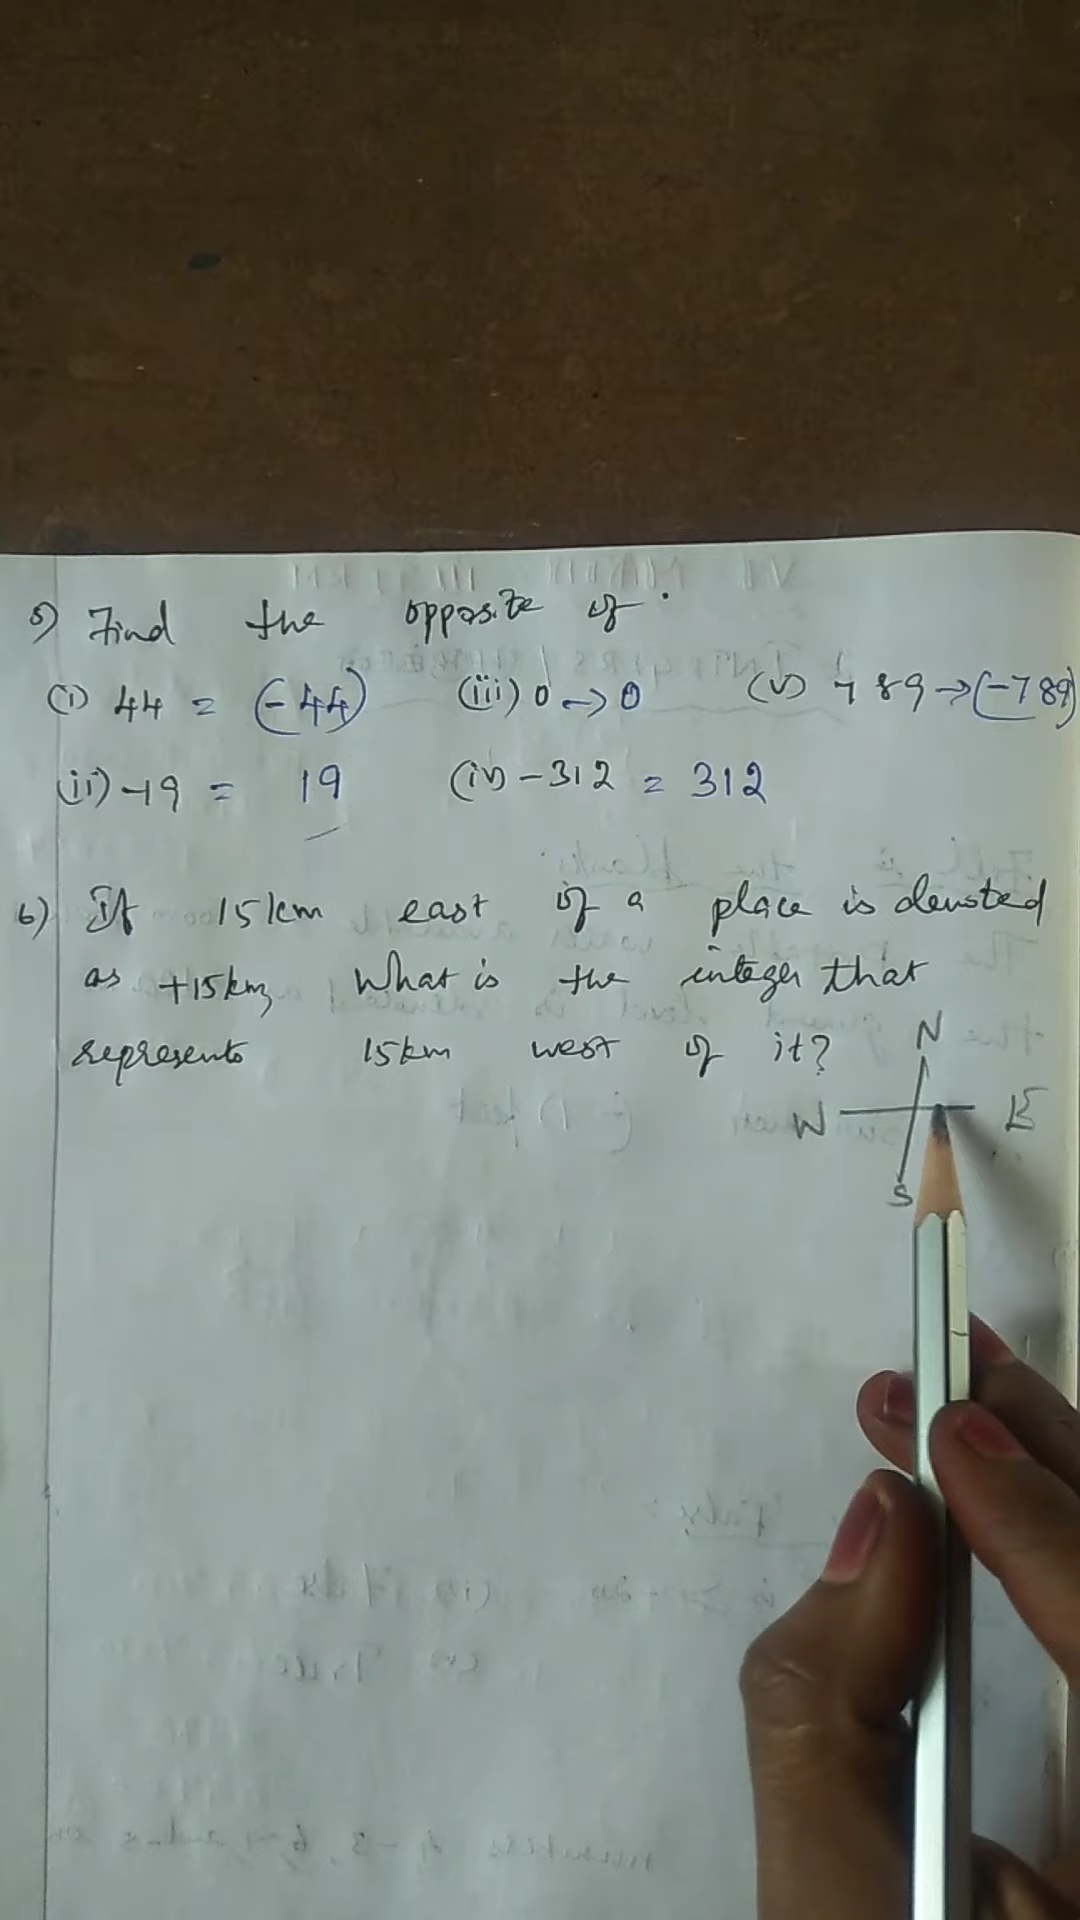 5) Find the opposite of.
(i) 44 = (-44) (iii) 0 → 0 (v) 789 → (-789)
(ii) -19 = 19 (iv) -312 = 312
6) If 15 km east of a place is denoted
as +15km, What is the integer that
represents 15km west of it?
N
W E
S